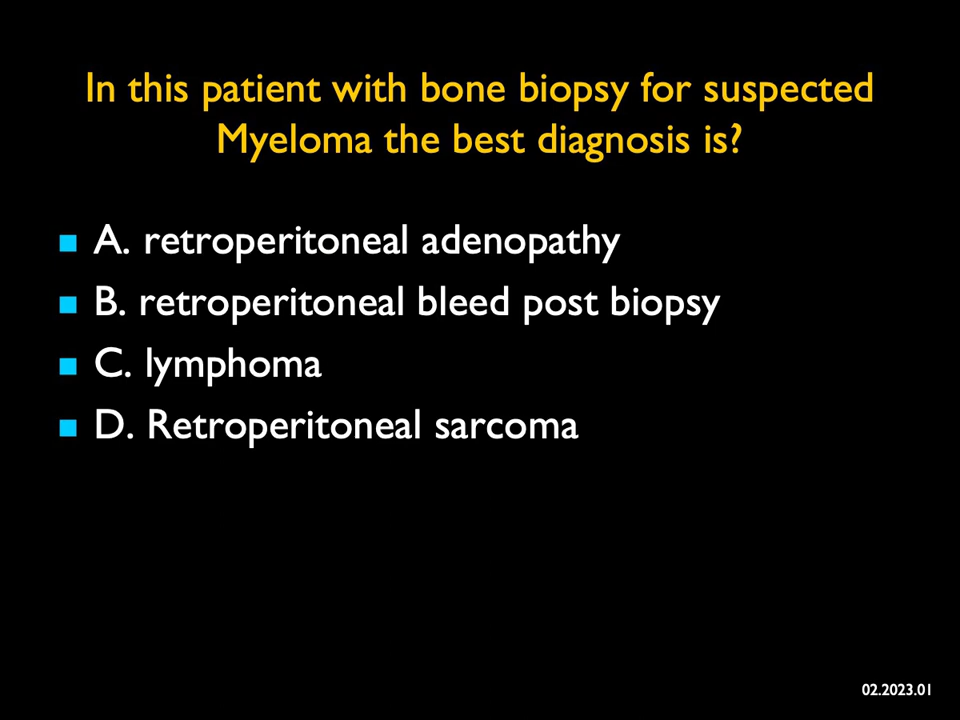 In this patient with bone biopsy for suspected
Myeloma the best diagnosis is?
A. retroperitoneal adenopathy
B. retroperitoneal bleed post biopsy
C. lymphoma
D. Retroperitoneal sarcoma
02.2023.01